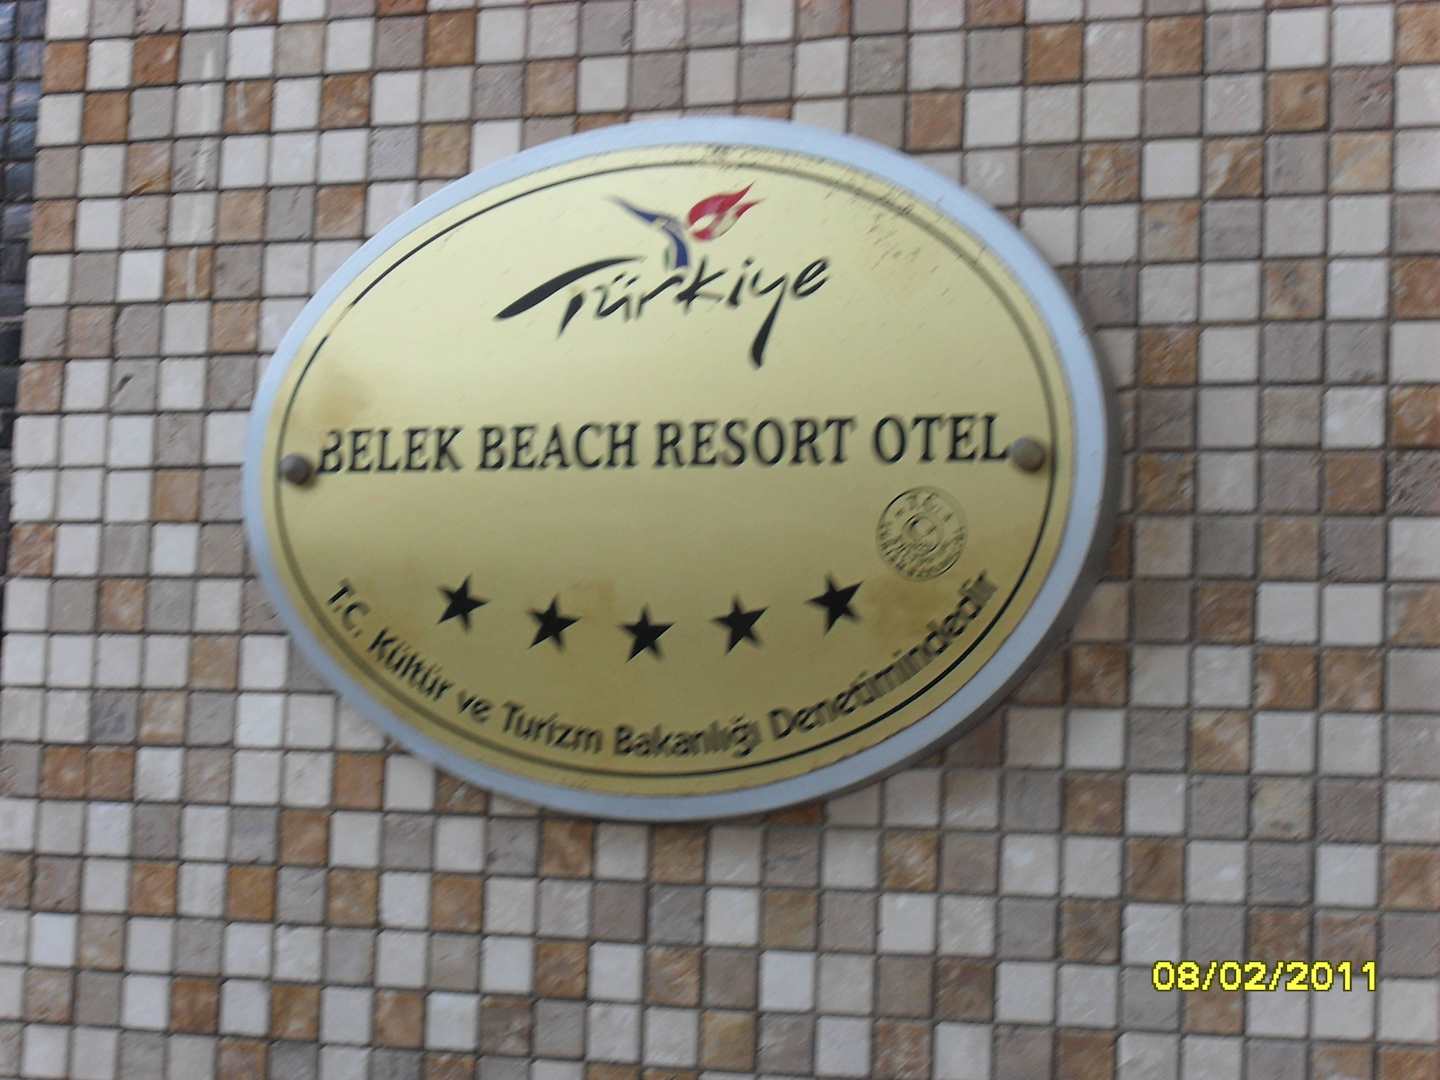 Türkiye
BELEK BEACH RESORT OTEL
T.C. Kültür ve Turizm Bakanlığı Denetimindedir
08/02/2011